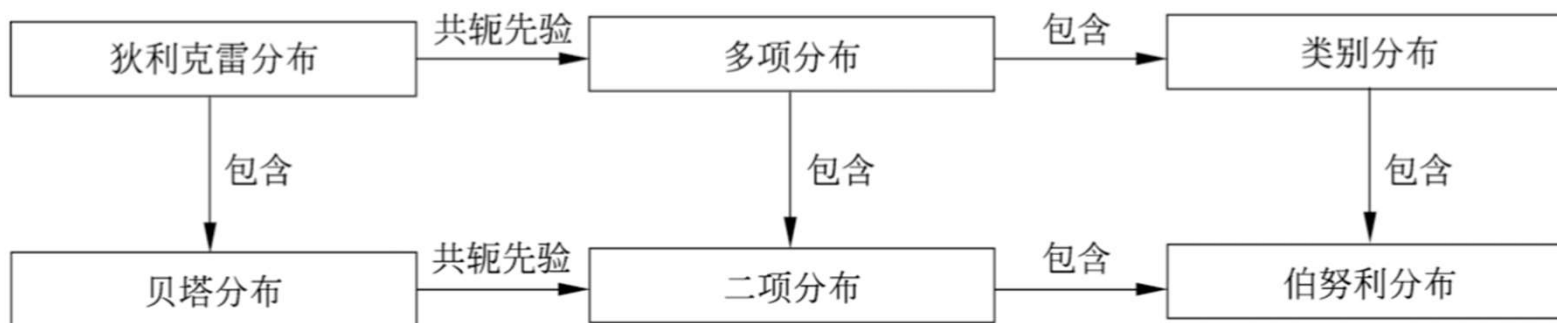 狄利克雷分布
共轭先验
多项分布
包含
类别分布
包含
包含
包含
贝塔分布
共轭先验
二项分布
包含
伯努利分布